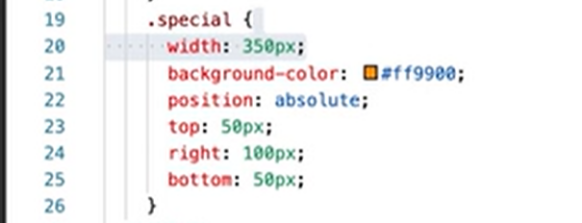 19 .special {
20 width: 350px;
21 background-color: #ff9900;
22 position: absolute;
23 top: 50px;
24 right: 100px;
25 bottom: 50px;
26 }